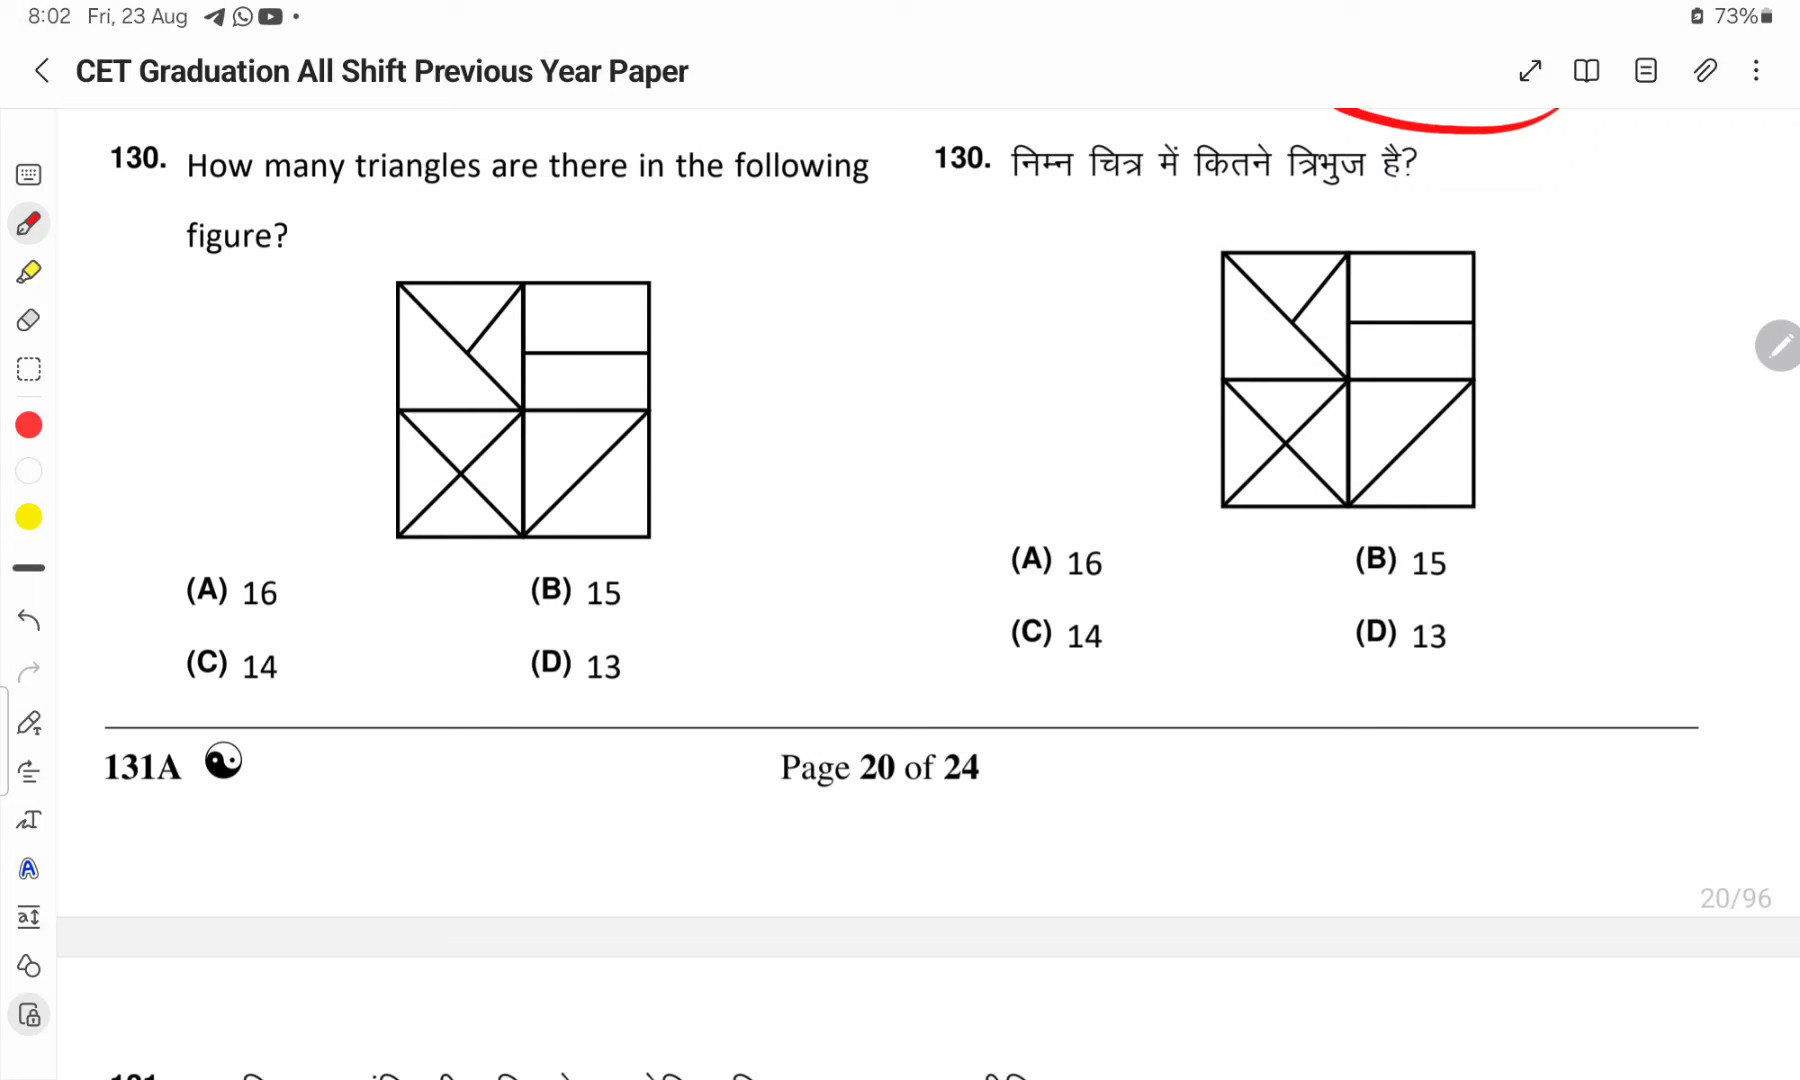 8:02 Fri, 23 Aug
73%
CET Graduation All Shift Previous Year Paper
130. How many triangles are there in the following
figure?
(A) 16 (B) 15
(C) 14 (D) 13
130. निम्न चित्र में कितने त्रिभुज है?
(A) 16 (B) 15
(C) 14 (D) 13
131A Page 20 of 24
20/96